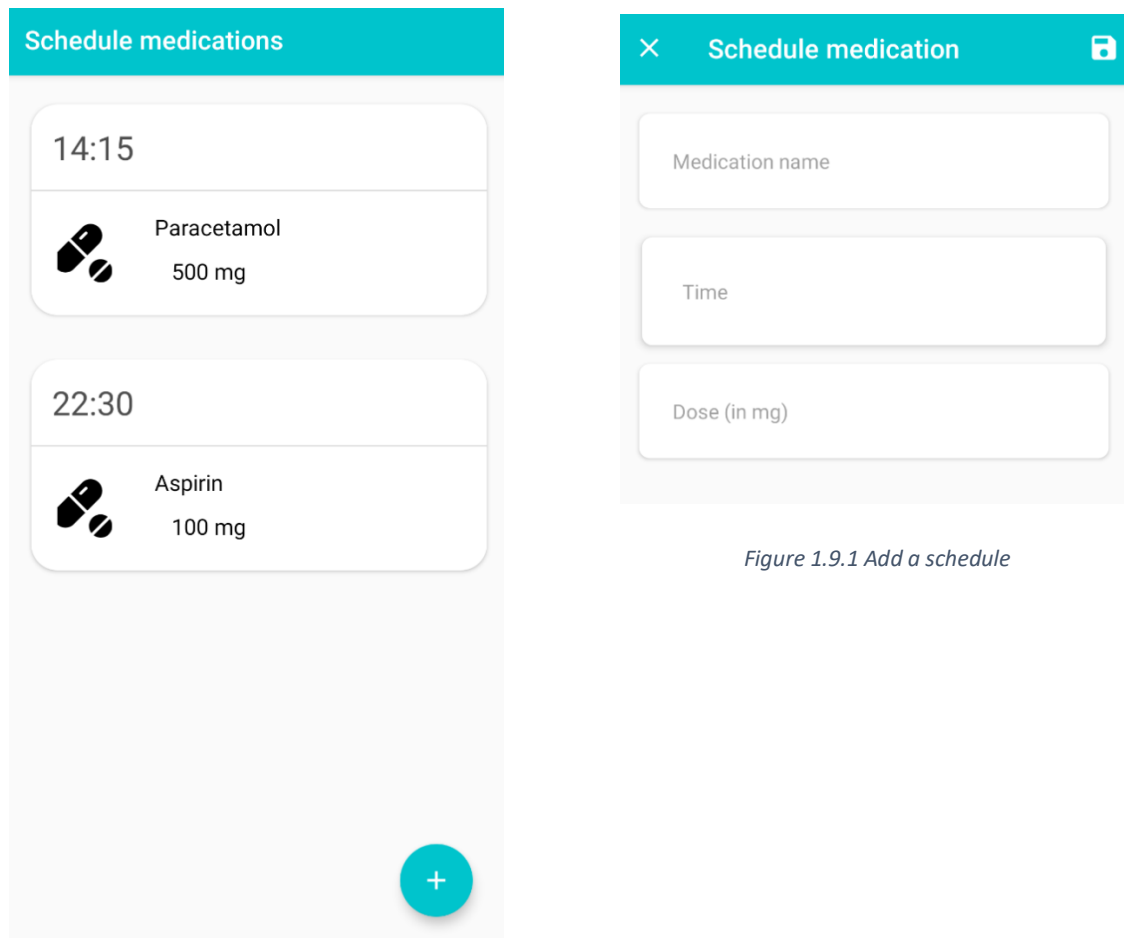 Schedule medications
14:15
Paracetamol
500 mg
22:30
Aspirin
100 mg
+
Schedule medication
Medication name
Time
Dose (in mg)
Figure 1.9.1 Add a schedule